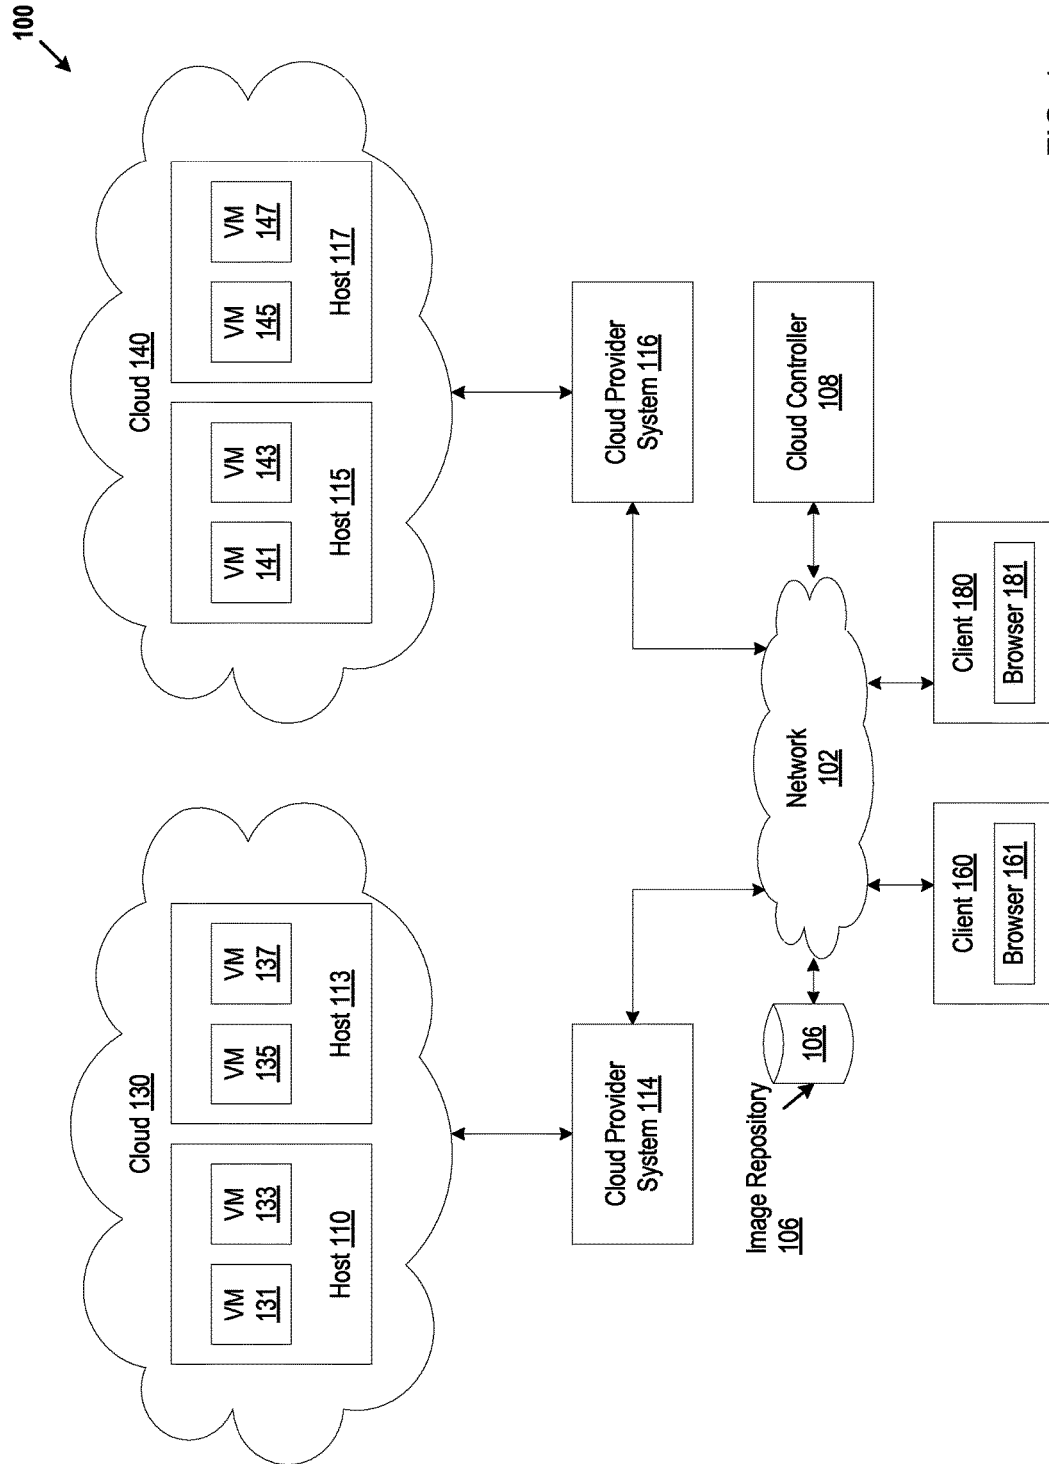 100
Cloud 130
VM
131
VM
133
Host 110
VM
135
VM
137
Host 113
Cloud 140
VM
141
VM
143
Host 115
VM
145
VM
147
Host 117
Cloud Provider
System 114
Cloud Provider
System 116
Image Repository
106
106
Network
102
Cloud Controller
108
Client 160
Browser 161
Client 180
Browser 181